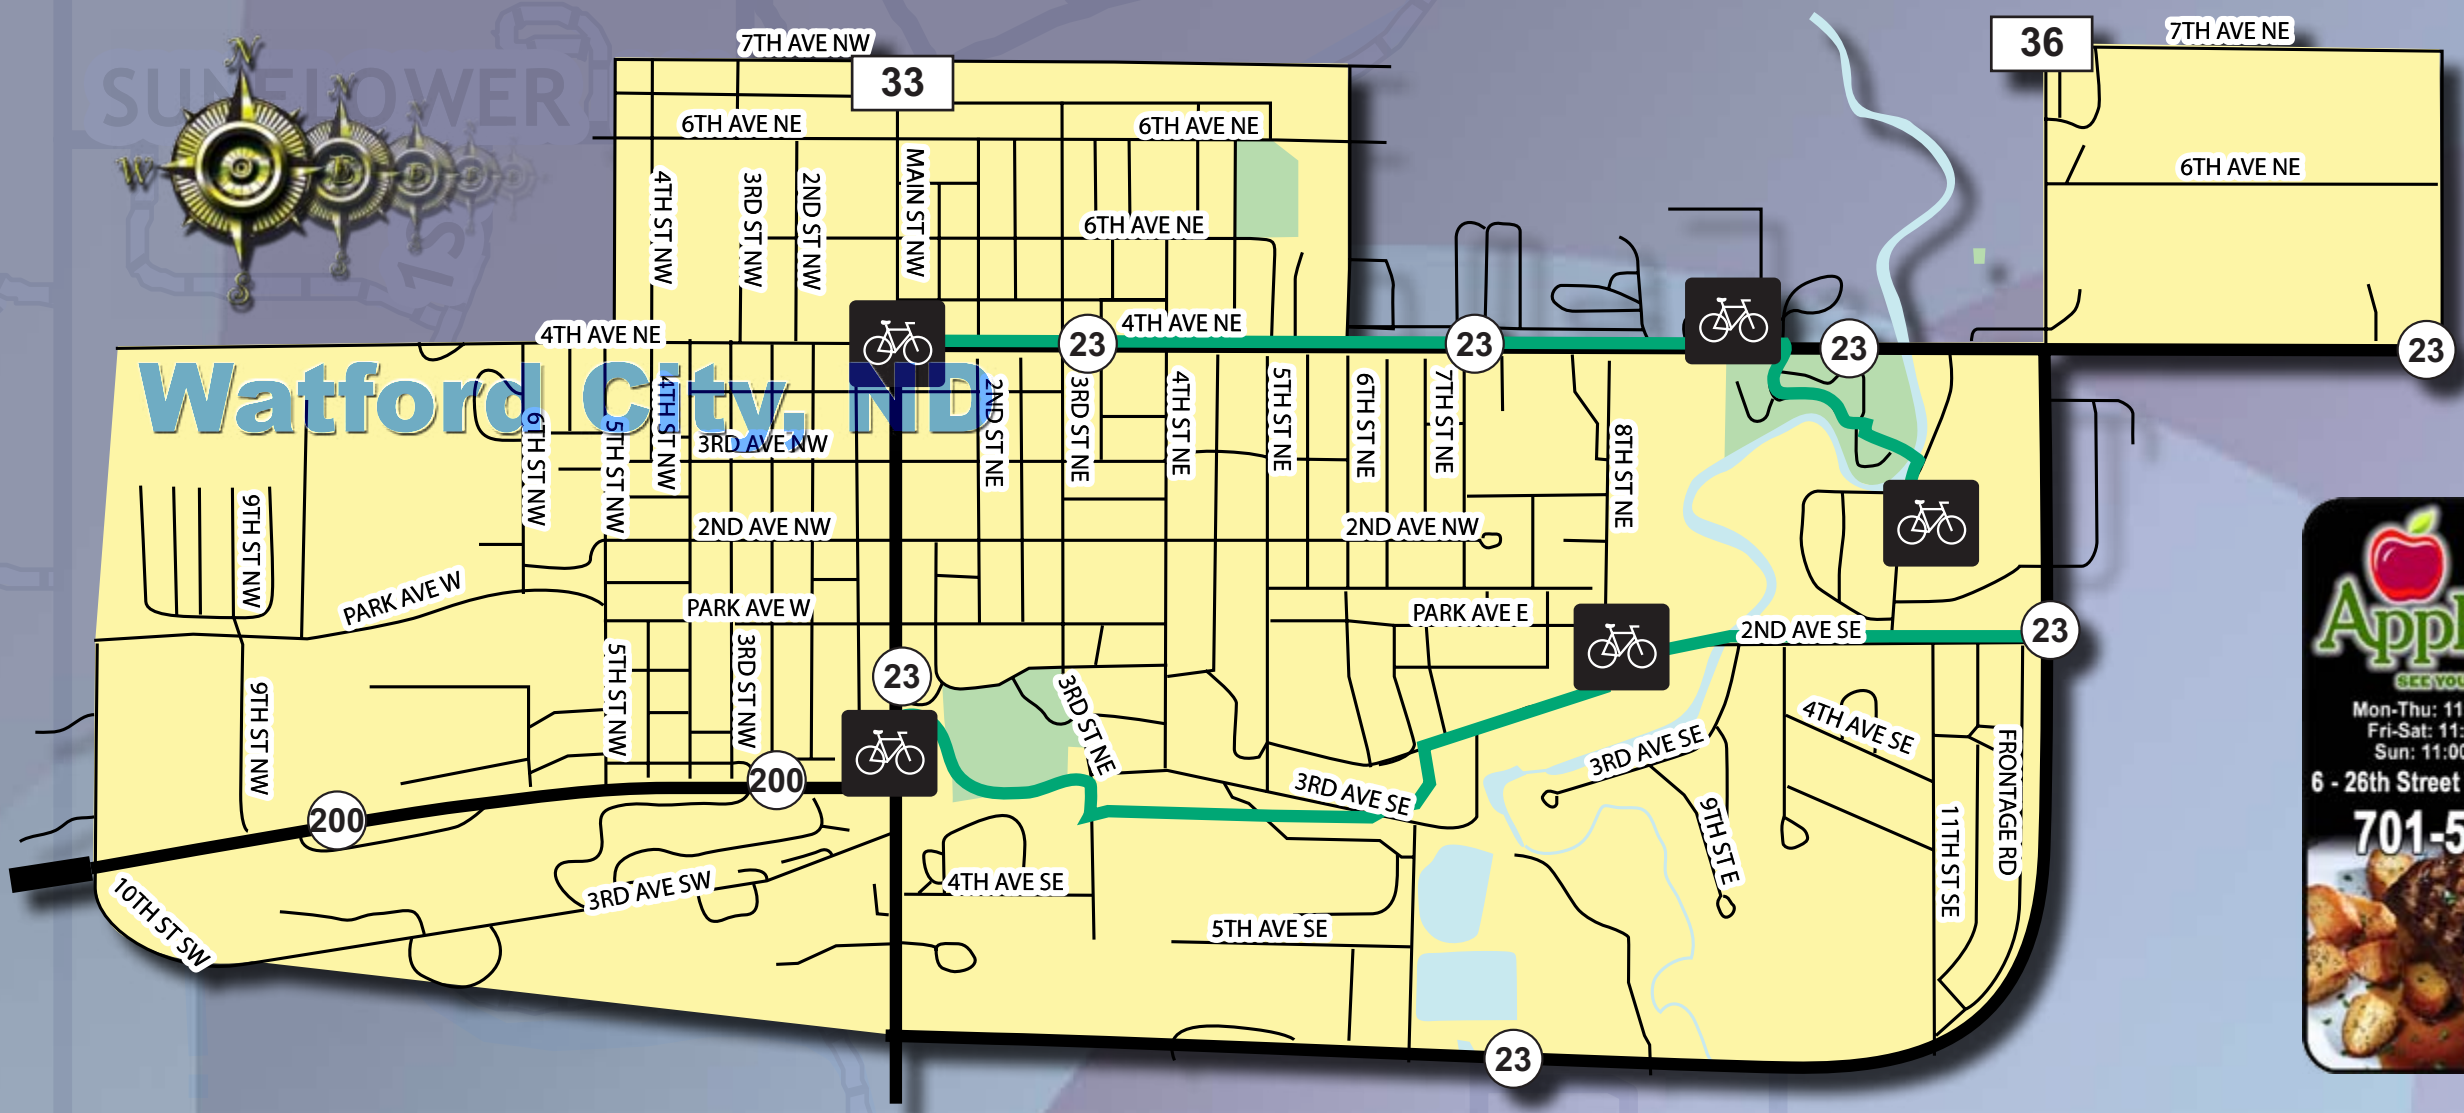 7TH AVE NW
33
36
7TH AVE NE
SUNFLOWER
N
W
S
6TH AVE NE
6TH AVE NE
6TH AVE NE
4TH ST NW
3RD ST NW
2ND ST NW
MAIN ST NW
6TH AVE NE
4TH AVE NE
4TH AVE NE
23
23
23
23
Watford City, ND
6TH ST NW
5TH ST NW
4TH ST NW
3RD AVE NW
2ND ST NE
3RD ST NE
4TH ST NE
5TH ST NE
6TH ST NE
7TH ST NE
8TH ST NE
9TH ST NW
2ND AVE NW
2ND AVE NW
PARK AVE W
PARK AVE W
PARK AVE E
2ND AVE SE
23
5TH ST NW
3RD ST NW
23
9TH ST NW
3RD ST NE
3RD AVE SE
4TH AVE SE
FRONTAGE RD
200
200
3RD AVE SE
9TH ST E
11TH ST SE
10TH ST SW
3RD AVE SW
4TH AVE SE
5TH AVE SE
23
Appl
SEE YOU
Mon-Thu: 11
Fri-Sat: 11:
Sun: 11:00
6 - 26th Street
701-5